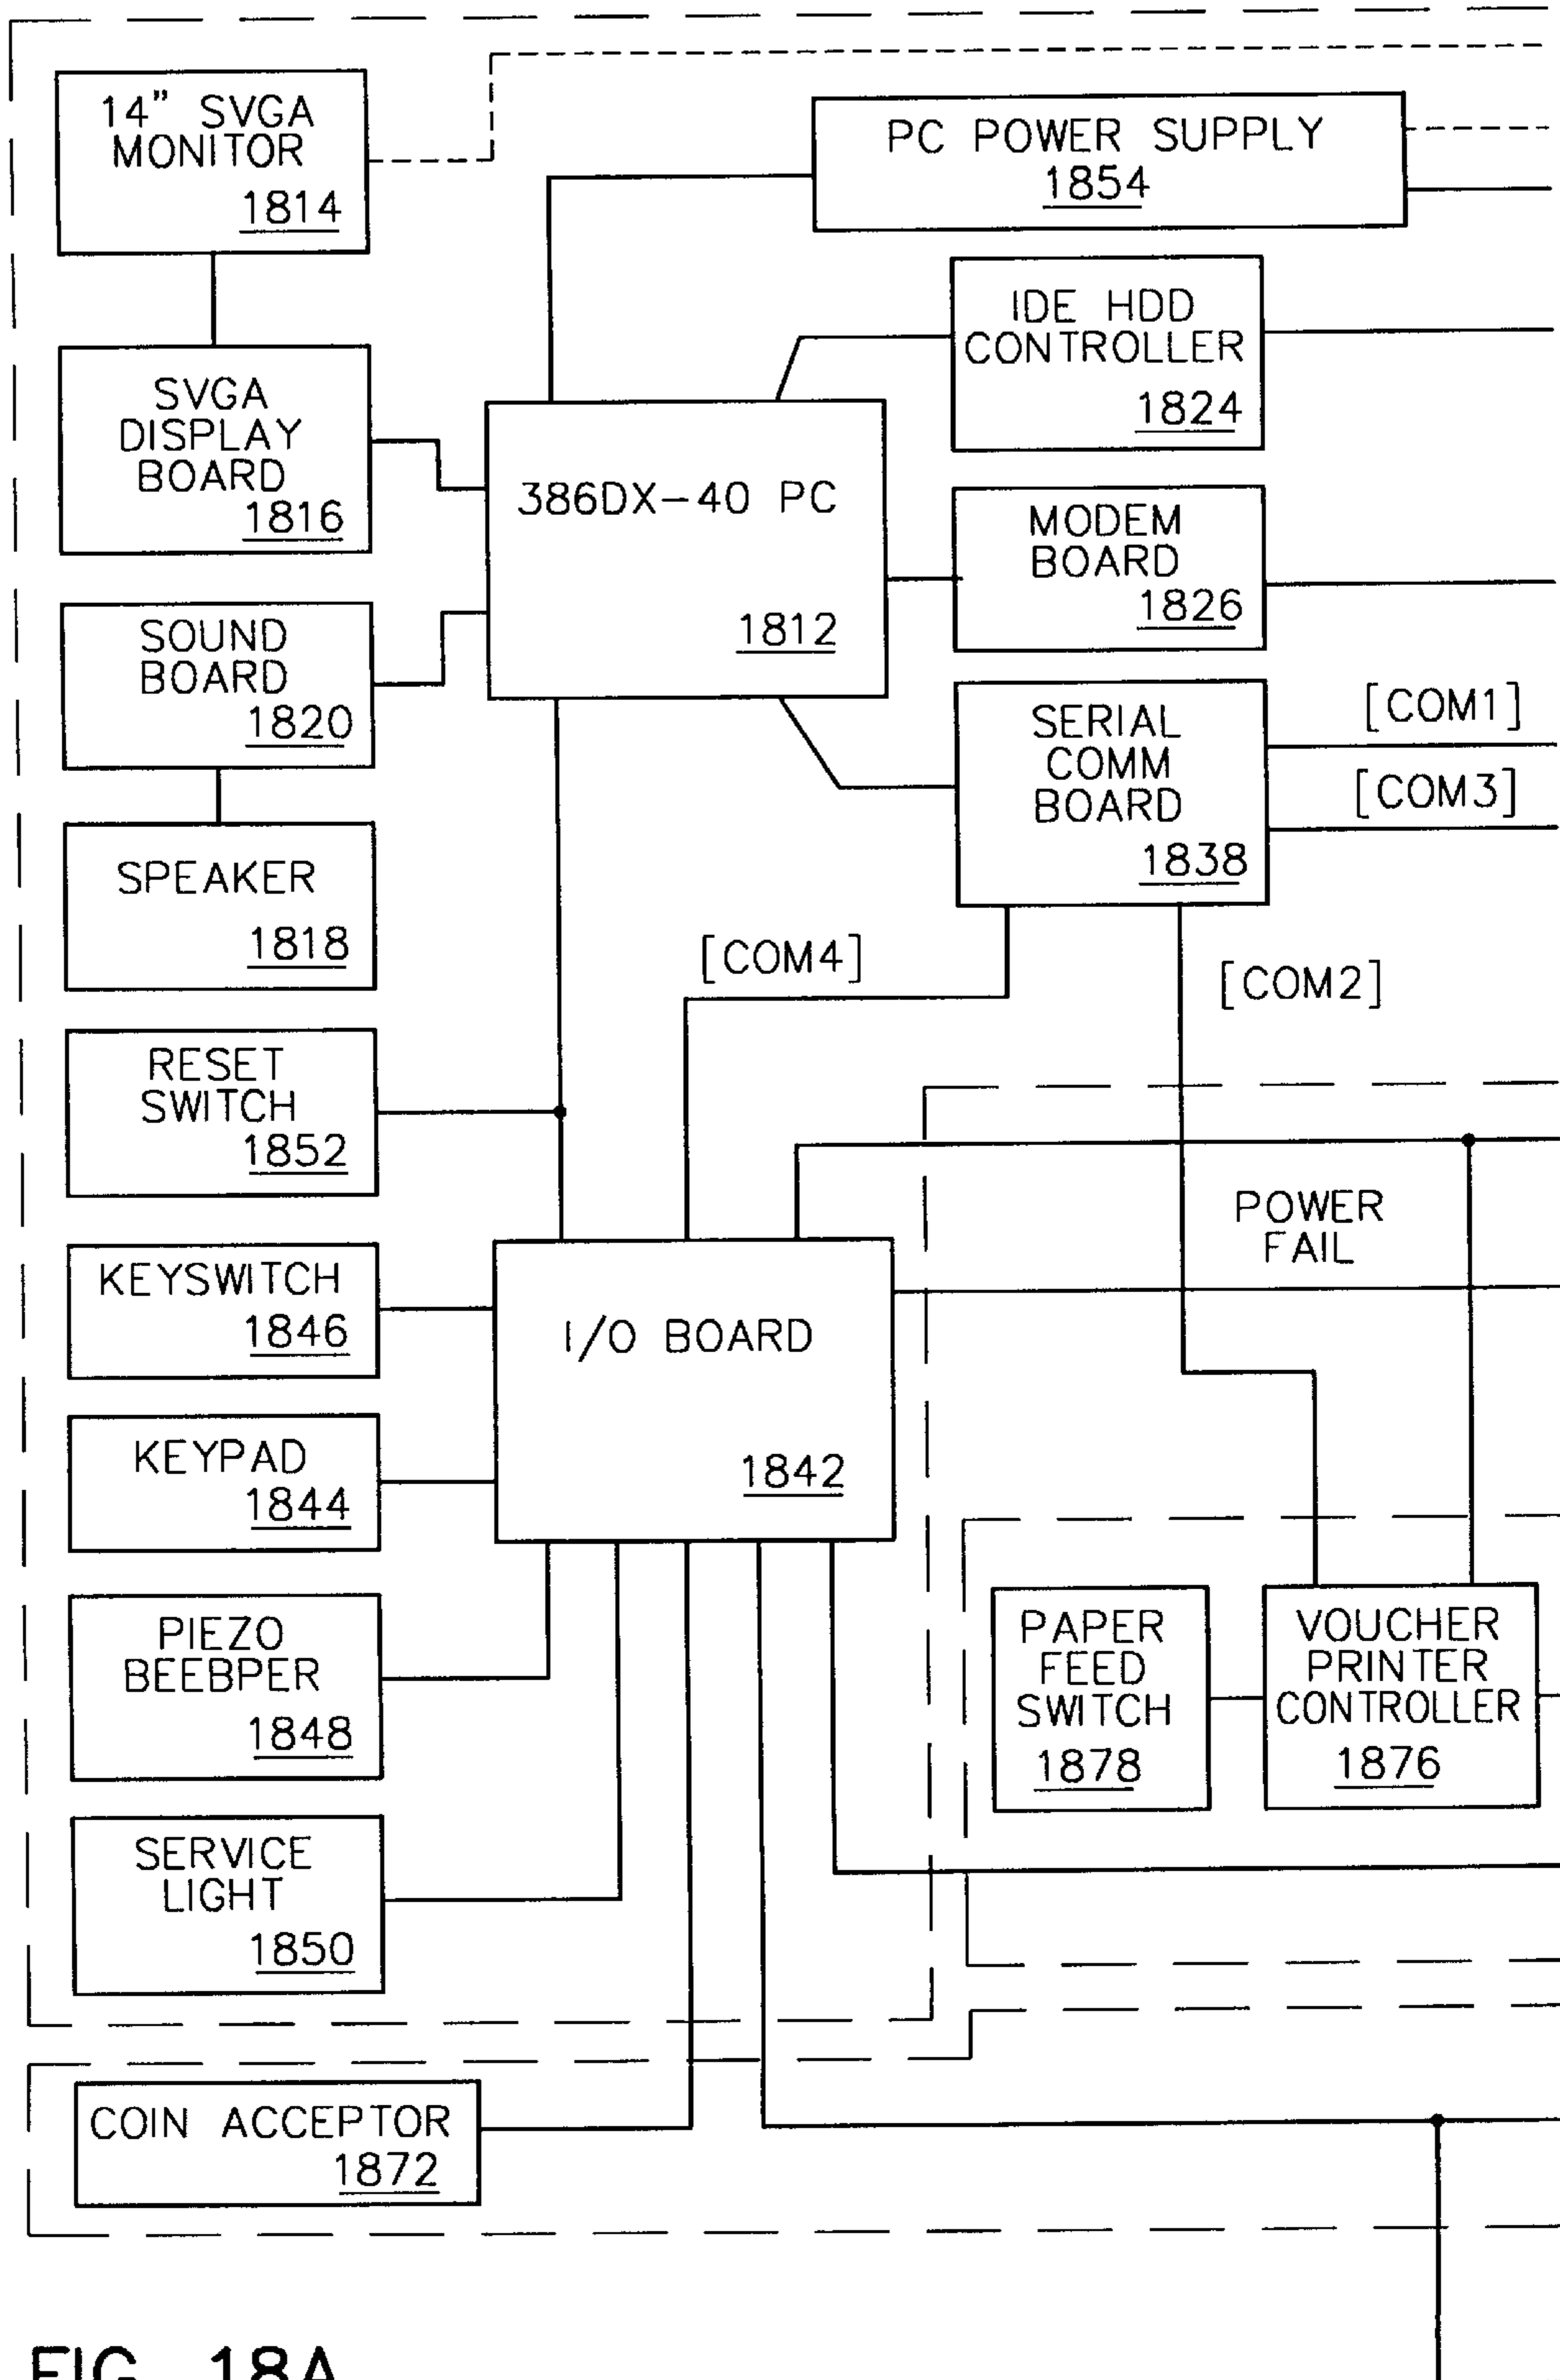 14" SVGA
MONITOR
1814
PC POWER SUPPLY
1854
IDE HDD
CONTROLLER
1824
SVGA
DISPLAY
BOARD
1816
386DX-40 PC
1812
MODEM
BOARD
1826
SOUND
BOARD
1820
SERIAL
COMM
BOARD
1838
[COM1]
[COM3]
SPEAKER
1818
[COM4]
[COM2]
RESET
SWITCH
1852
POWER
FAIL
KEYSWITCH
1846
I/O BOARD
1842
KEYPAD
1844
PIEZO
BEEBPER
1848
PAPER
FEED
SWITCH
1878
VOUCHER
PRINTER
CONTROLLER
1876
SERVICE
LIGHT
1850
COIN ACCEPTOR
1872
FIG. 18A